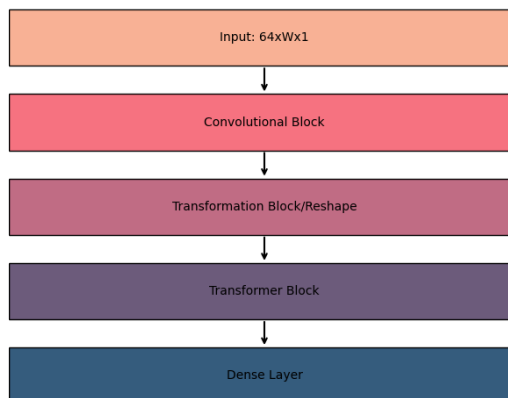 Input: 64xWx1
Convolutional Block
Transformation Block/Reshape
Transformer Block
Dense Layer